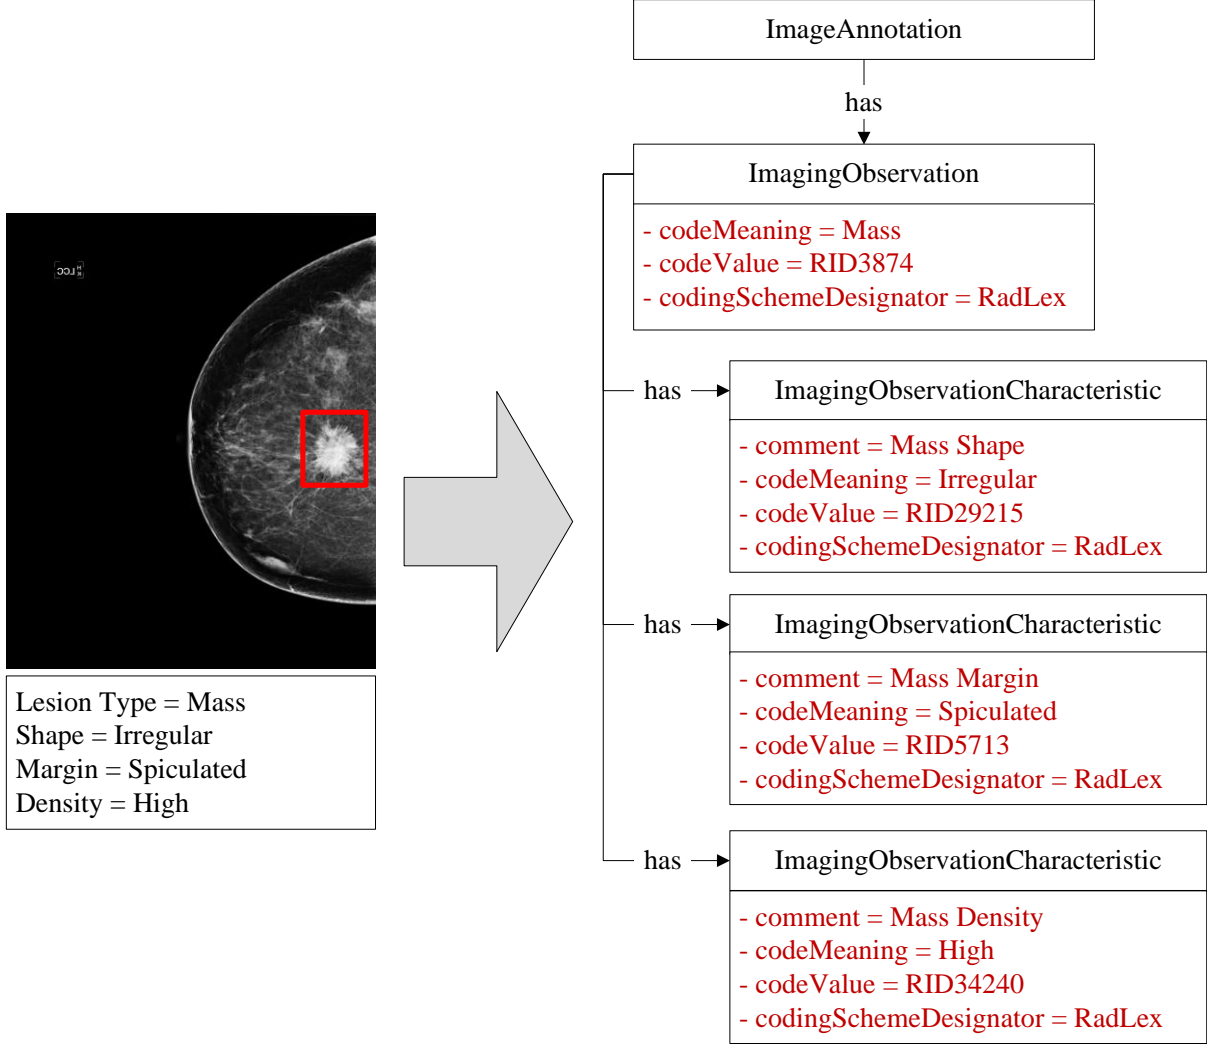 ImageAnnotation
has
ImagingObservation
- codeMeaning = Mass
- codeValue = RID3874
- codingSchemeDesignator = RadLex
has
ImagingObservationCharacteristic
- comment = Mass Shape
- codeMeaning = Irregular
- codeValue = RID29215
- codingSchemeDesignator = RadLex
has
ImagingObservationCharacteristic
- comment = Mass Margin
- codeMeaning = Spiculated
- codeValue = RID5713
- codingSchemeDesignator = RadLex
has
ImagingObservationCharacteristic
- comment = Mass Density
- codeMeaning = High
- codeValue = RID34240
- codingSchemeDesignator = RadLex
Lesion Type = Mass
Shape = Irregular
Margin = Spiculated
Density = High